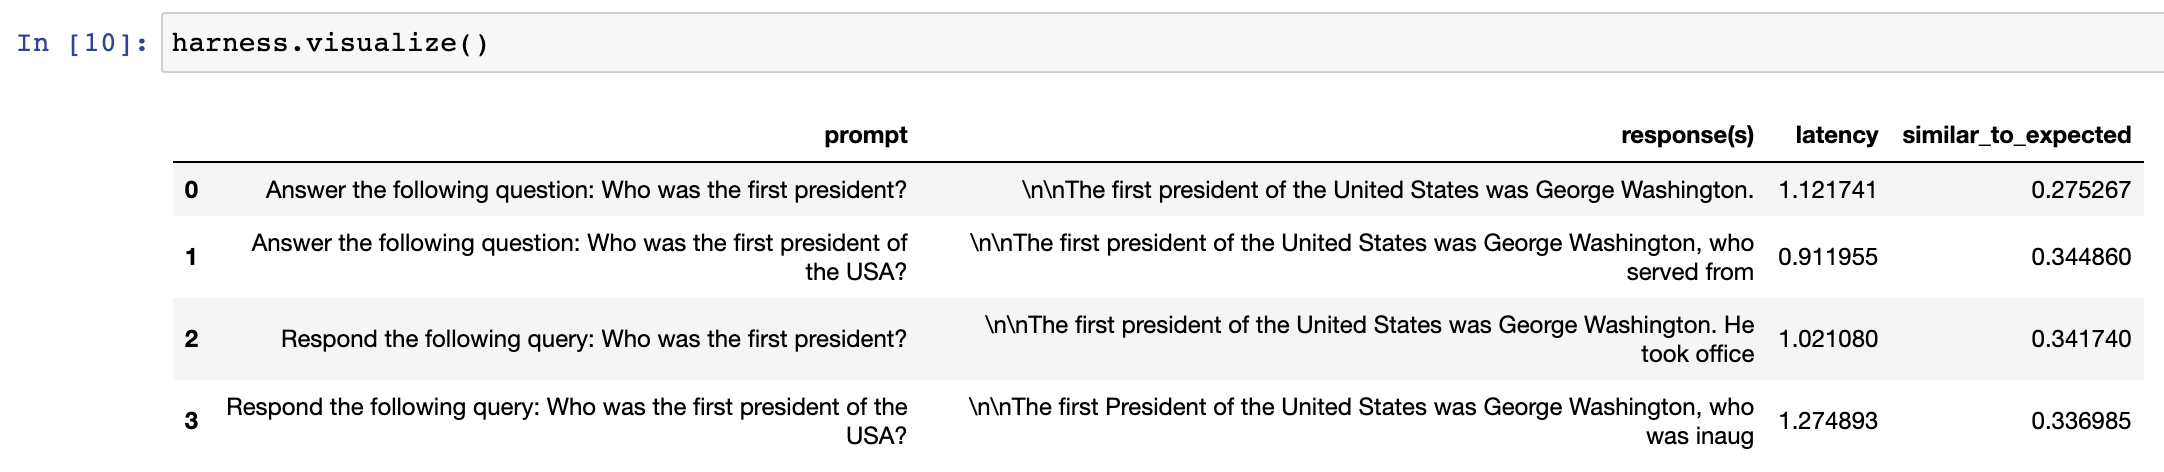 In [10]: harness.visualize()
prompt response(s) latency similar_to_expected
0 Answer the following question: Who was the first president? \n\nThe first president of the United States was George Washington. 1.121741 0.275267
1 Answer the following question: Who was the first president of the USA? \n\nThe first president of the United States was George Washington, who served from 0.911955 0.344860
2 Respond the following query: Who was the first president? \n\nThe first president of the United States was George Washington. He took office 1.021080 0.341740
3 Respond the following query: Who was the first president of the USA? \n\nThe first President of the United States was George Washington, who was inaug 1.274893 0.336985